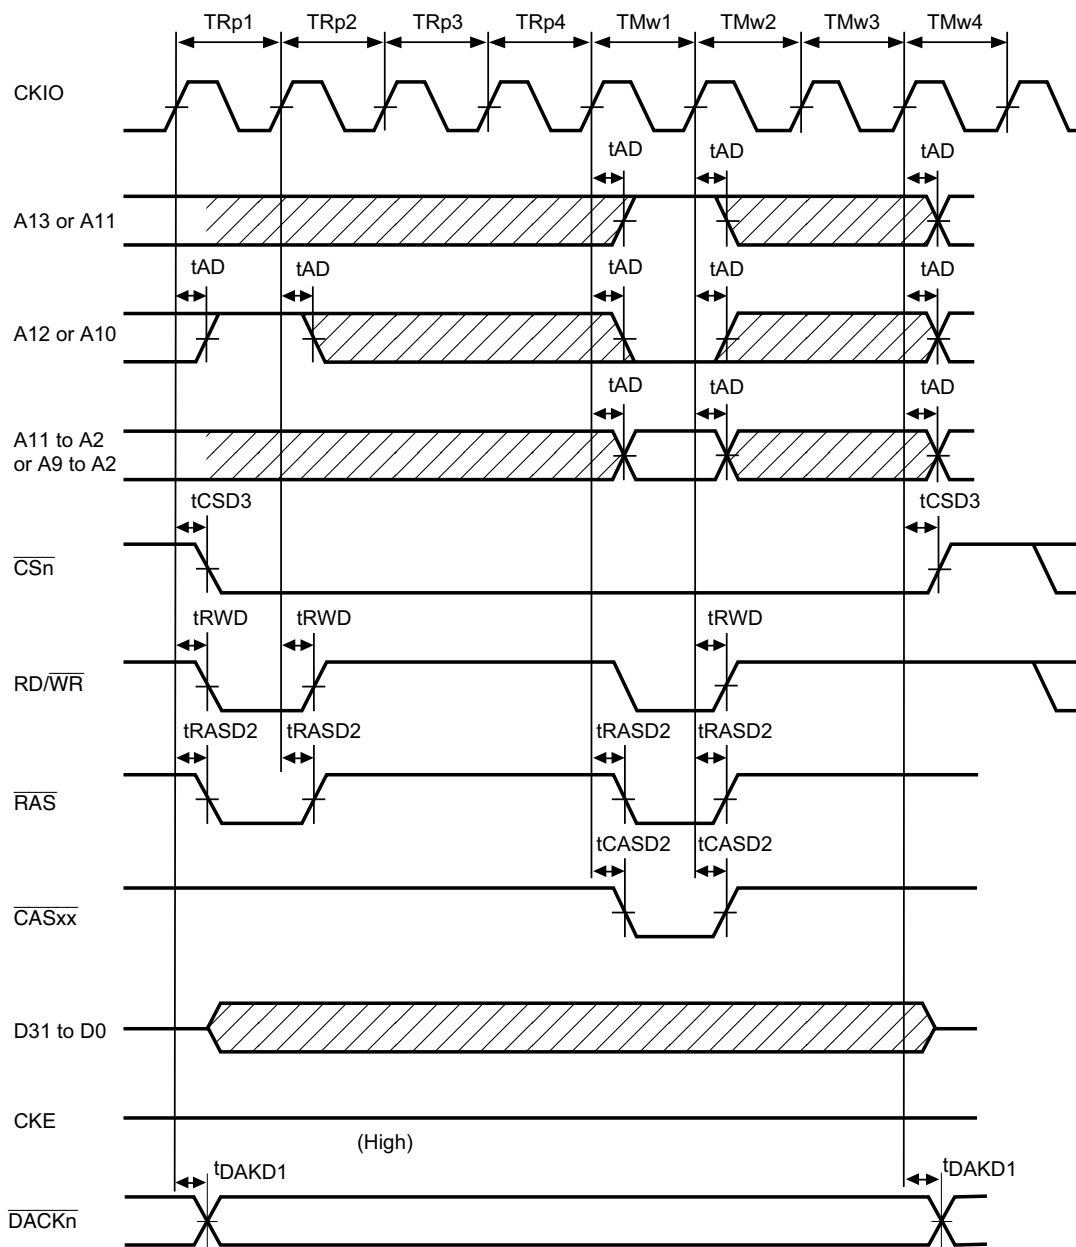 TRp1 TRp2 TRp3 TRp4 TMw1 TMw2 TMw3 TMw4
CKIO
tAD tAD tAD
A13 or A11
tAD tAD tAD tAD tAD
A12 or A10
tAD tAD tAD
A11 to A2
or A9 to A2
tCSD3 tCSD3
CSn
tRWD tRWD tRWD
RD/WR
tRASD2 tRASD2 tRASD2 tRASD2
RAS
tCASD2 tCASD2
CASxx
D31 to D0
CKE
(High)
tDAKD1 tDAKD1
DACKn